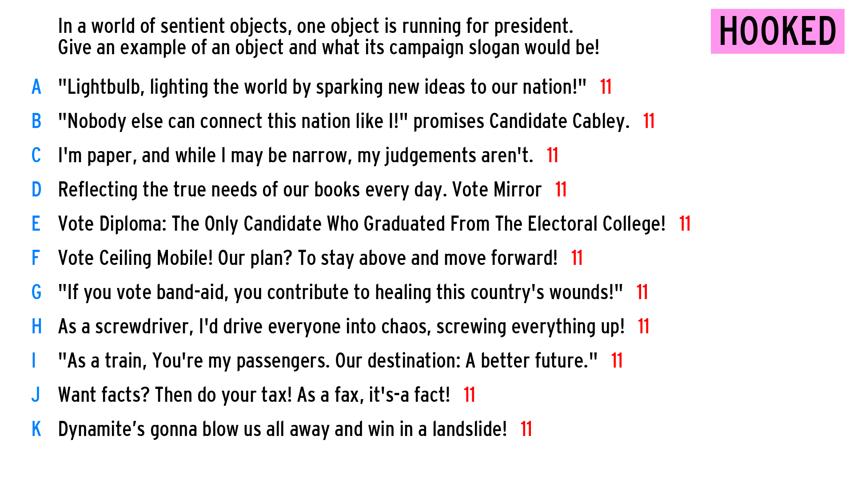 In a world of sentient objects, one object is running for president.
Give an example of an object and what its campaign slogan would be!
HOOKED
A "Lightbulb, lighting the world by sparking new ideas to our nation!" 11
B "Nobody else can connect this nation like I!" promises Candidate Cabley. 11
C I'm paper, and while I may be narrow, my judgements aren't. 11
D Reflecting the true needs of our books every day. Vote Mirror 11
E Vote Diploma: The Only Candidate Who Graduated From The Electoral College! 11
F Vote Ceiling Mobile! Our plan? To stay above and move forward! 11
G "If you vote band-aid, you contribute to healing this country's wounds!" 11
H As a screwdriver, I'd drive everyone into chaos, screwing everything up! 11
I "As a train, You're my passengers. Our destination: A better future." 11
J Want facts? Then do your tax! As a fax, it's-a fact! 11
K Dynamite's gonna blow us all away and win in a landslide! 11